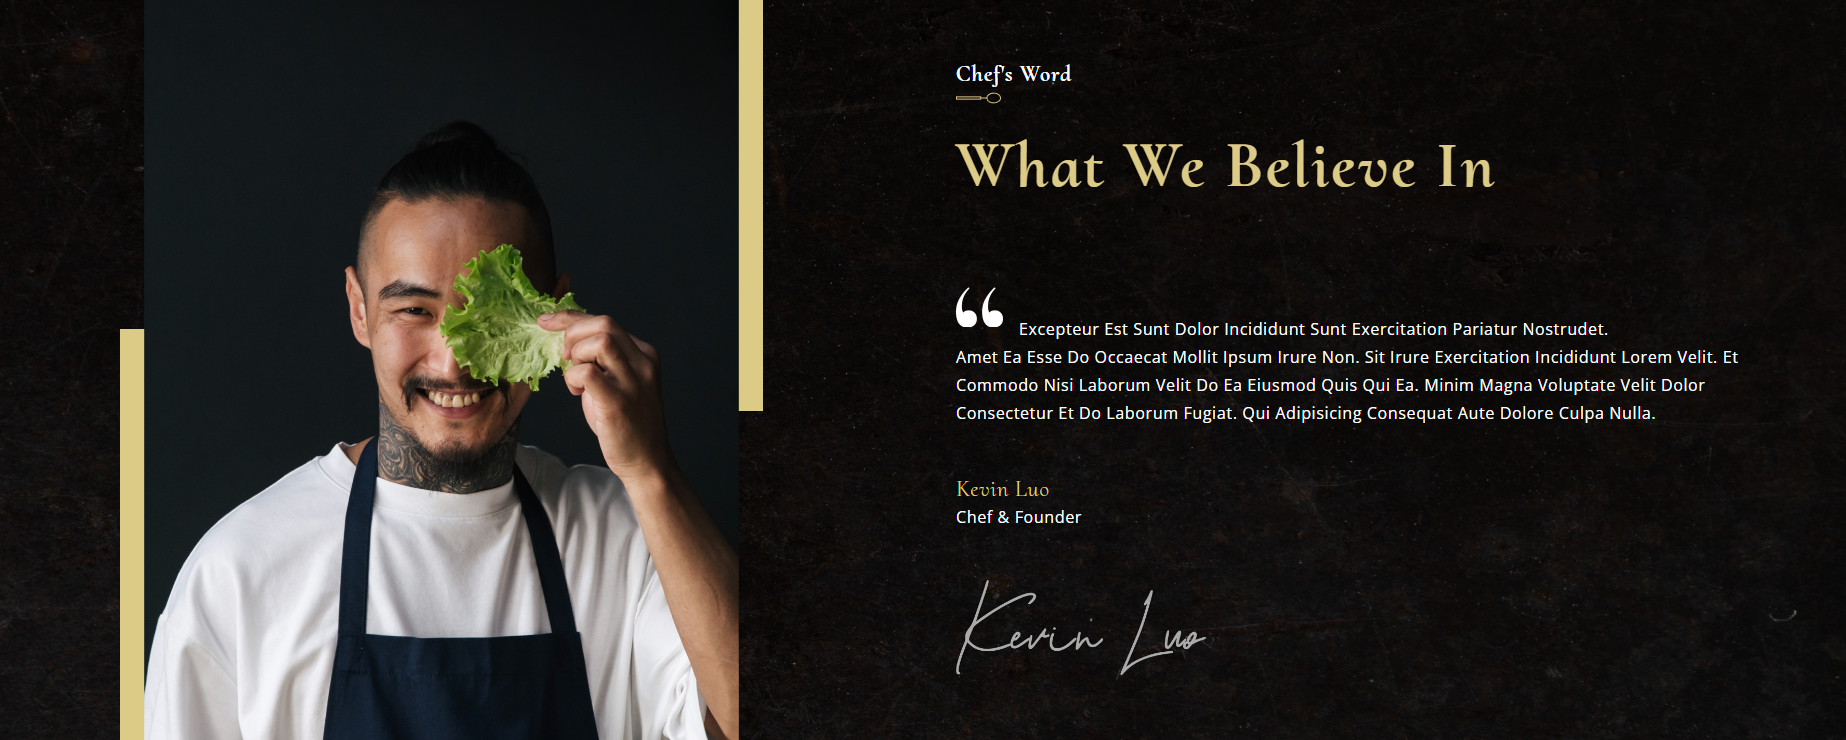 Chef's Word
What We Believe In
“ Excepteur Est Sunt Dolor Incididunt Sunt Exercitation Pariatur Nostrudet.
Amet Ea Esse Do Occaecat Mollit Ipsum Irure Non. Sit Irure Exercitation Incididunt Lorem Velit. Et
Commodo Nisi Laborum Velit Do Ea Eiusmod Quis Qui Ea. Minim Magna Voluptate Velit Dolor
Consectetur Et Do Laborum Fugiat. Qui Adipisicing Consequat Aute Dolore Culpa Nulla.
Kevin Luo
Chef & Founder
Kevin Luo